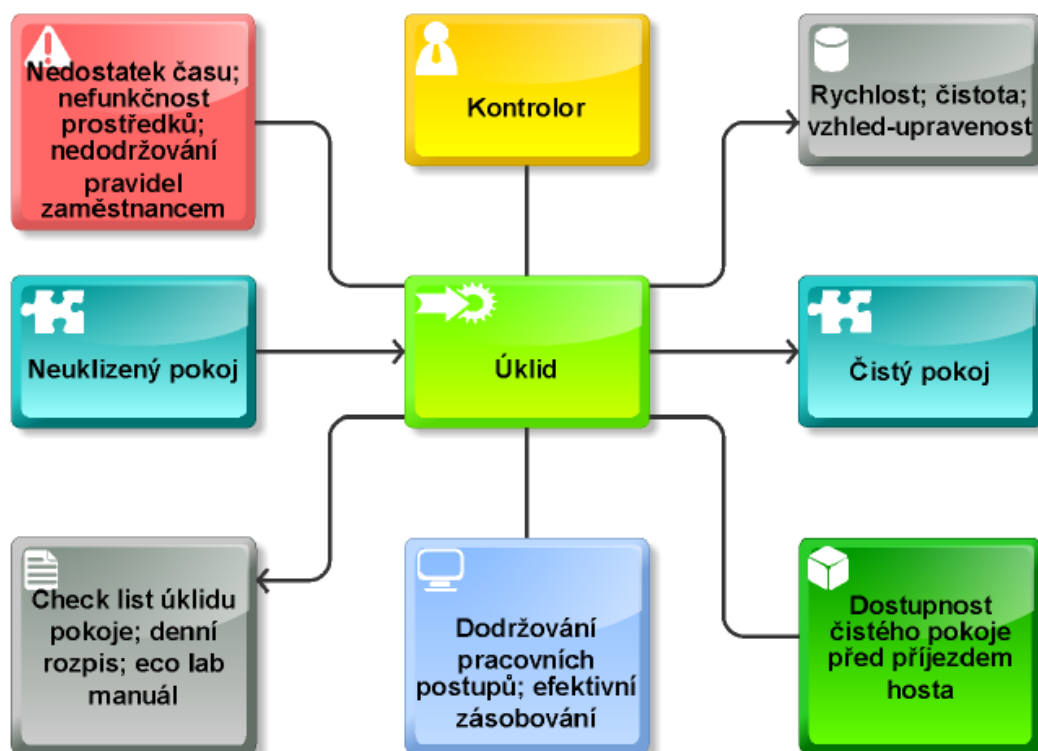 Nedostatek času;
nefunkčnost
prostředků;
nedodržování
pravidel
zaměstnancem
Kontrolor
Rychlost; čistota;
vzhled-upravenost
Neuklizený pokoj
Úklid
Čistý pokoj
Check list úklidu
pokoje; denní
rozpis; eco lab
manuál
Dodržování
pracovních
postupů; efektivní
zásobování
Dostupnost
čistého pokoje
před příjezdem
hosta